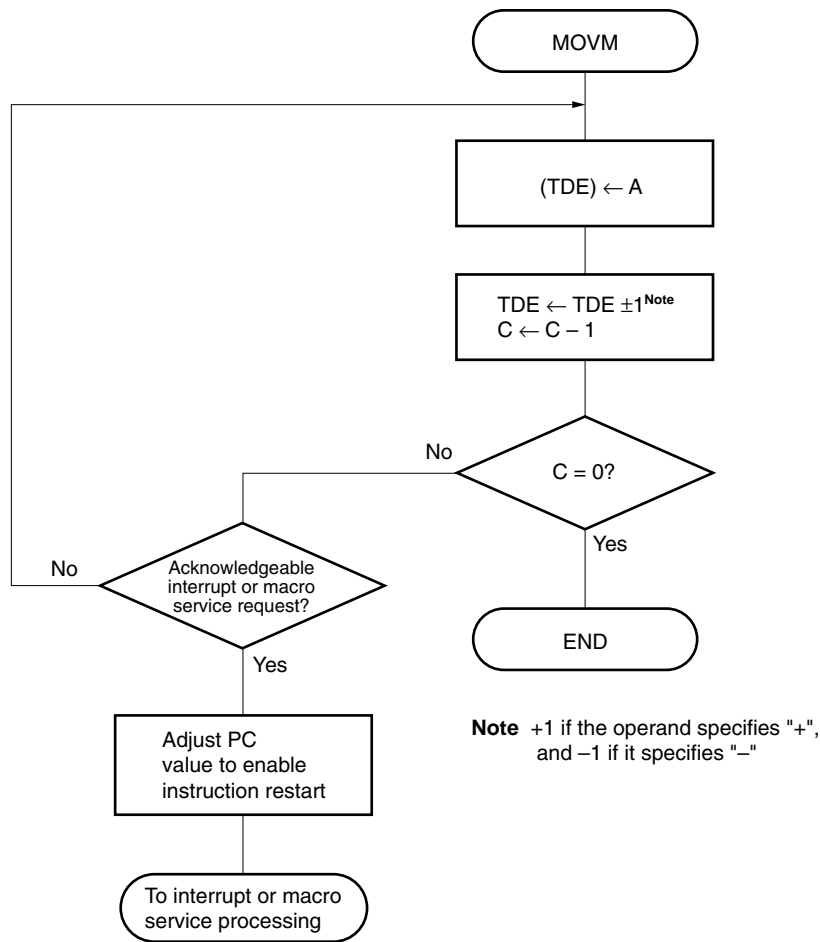 MOVM
(TDE) ← A
TDE ← TDE ±1Note
C ← C – 1
C = 0?
No
Yes
END
Acknowledgeable
interrupt or macro
service request?
No
Yes
Adjust PC
value to enable
instruction restart
To interrupt or macro
service processing
Note +1 if the operand specifies "+",
and –1 if it specifies "–"